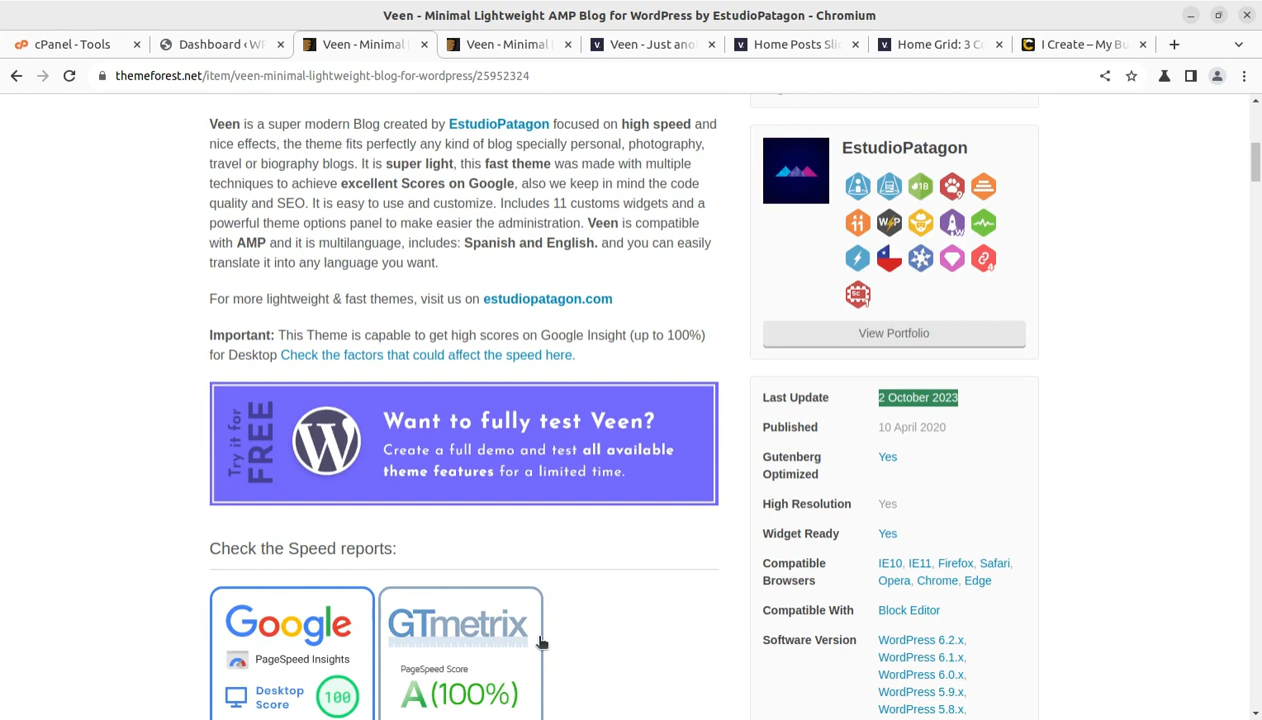 Veen - Minimal Lightweight AMP Blog for WordPress by EstudioPatagon - Chromium
cPanel - Tools
Dashboard ‹ WP
Veen - Minimal
Veen - Minimal L
Veen - Just ano
Home Posts Slid
Home Grid: 3 C
I Create – My Bu
themeforest.net/item/veen-minimal-lightweight-blog-for-wordpress/25952324
Veen is a super modern Blog created by EstudioPatagon focused on high speed and
nice effects, the theme fits perfectly any kind of blog specially personal, photography,
travel or biography blogs. It is super light, this fast theme was made with multiple
techniques to achieve excellent Scores on Google, also we keep in mind the code
quality and SEO. It is easy to use and customize. Includes 11 customs widgets and a
powerful theme options panel to make easier the administration. Veen is compatible
with AMP and it is multilanguage, includes: Spanish and English. and you can easily
translate it into any language you want.
For more lightweight & fast themes, visit us on estudiopatagon.com
Important: This Theme is capable to get high scores on Google Insight (up to 100%)
for Desktop Check the factors that could affect the speed here.
Try it for
FREE
Want to fully test Veen?
Create a full demo and test all available
theme features for a limited time.
Check the Speed reports:
Google
PageSpeed Insights
Desktop
Score
100
GTmetrix
PageSpeed Score
A(100%)
EstudioPatagon
View Portfolio
Last Update 2 October 2023
Published 10 April 2020
Gutenberg
Optimized
Yes
High Resolution Yes
Widget Ready Yes
Compatible
Browsers
IE10, IE11, Firefox, Safari,
Opera, Chrome, Edge
Compatible With Block Editor
Software Version WordPress 6.2.x,
WordPress 6.1.x,
WordPress 6.0.x,
WordPress 5.9.x,
WordPress 5.8.x,